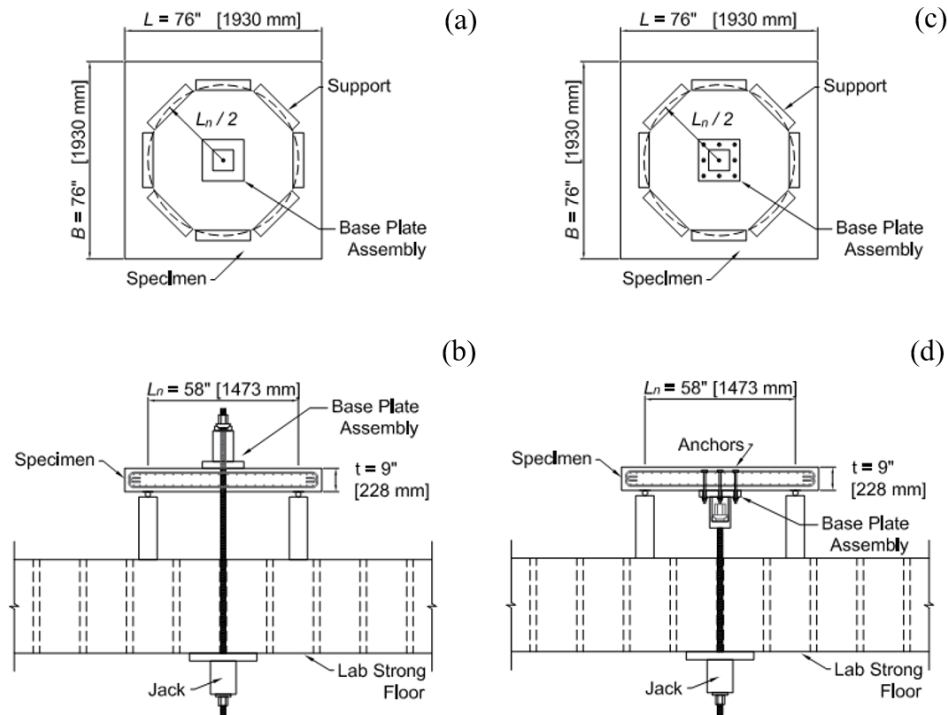 L = 76" [1930 mm]
(a)
B = 76" [1930 mm]
Support
Ln / 2
Base Plate
Assembly
Specimen
L = 76" [1930 mm]
(c)
B = 76" [1930 mm]
Support
Ln / 2
Base Plate
Assembly
Specimen
(b)
Ln = 58" [1473 mm]
Base Plate
Assembly
Specimen
t = 9"
[228 mm]
Jack
Lab Strong
Floor
(d)
Ln = 58" [1473 mm]
Anchors
Specimen
t = 9"
[228 mm]
Base Plate
Assembly
Jack
Lab Strong
Floor